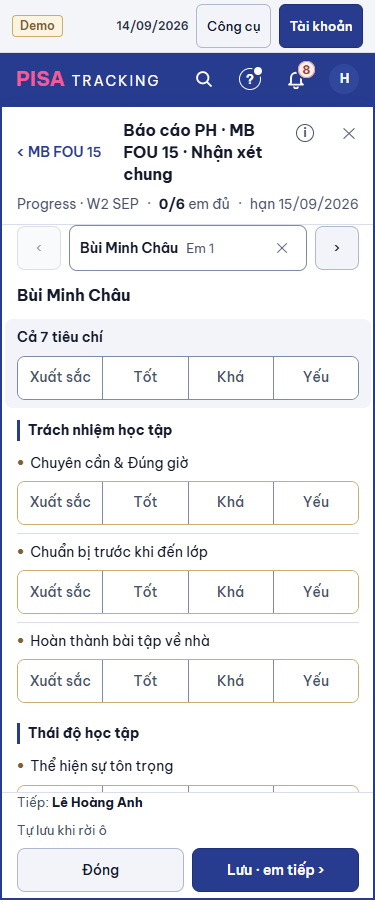 Demo 14/09/2026 Công cụ Tài khoản
PISA TRACKING ? 8 H
‹ MB FOU 15
Báo cáo PH · MB
FOU 15 · Nhận xét
chung
Progress · W2 SEP · 0/6 em đủ · hạn 15/09/2026
‹ Bùi Minh Châu Em 1 ›
Bùi Minh Châu
Cả 7 tiêu chí
Xuất sắc Tốt Khá Yếu
Trách nhiệm học tập
• Chuyên cần & Đúng giờ
Xuất sắc Tốt Khá Yếu
• Chuẩn bị trước khi đến lớp
Xuất sắc Tốt Khá Yếu
• Hoàn thành bài tập về nhà
Xuất sắc Tốt Khá Yếu
Thái độ học tập
• Thể hiện sự tôn trọng
Tiếp: Lê Hoàng Anh
Tự lưu khi rời ô
Đóng Lưu · em tiếp ›